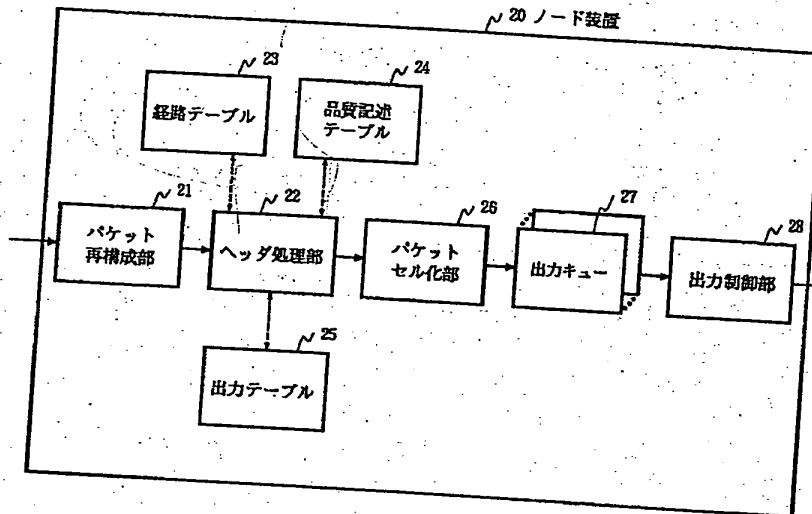 20 ノード装置
23
経路テーブル
24
品質記述
テーブル
21
パケット
再構成部
22
ヘッダ処理部
26
パケット
セル化部
27
出力キュー
28
出力制御部
25
出力テーブル